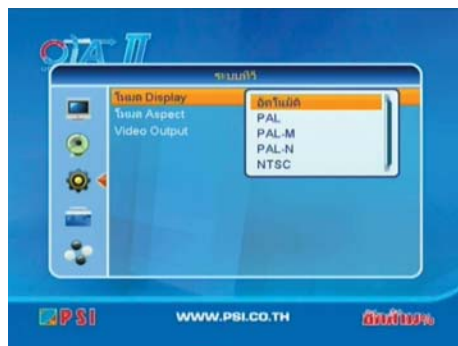 OTA II
ระบบทีวี
โหมด Display
โหมด Aspect
Video Output
อัตโนมัติ
PAL
PAL-M
PAL-N
NTSC
PSI
WWW.PSI.CO.TH